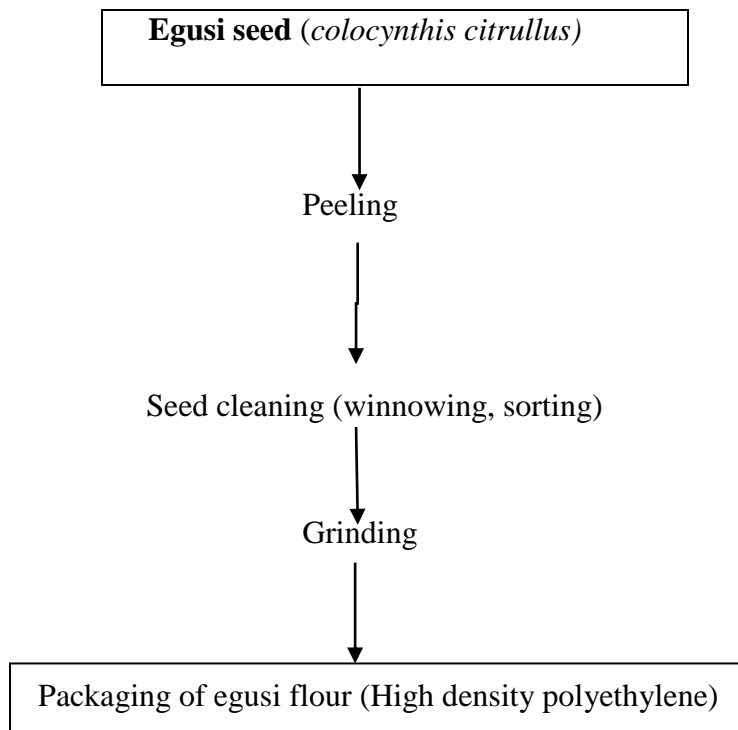 Egusi seed (colocynthis citrullus)
Peeling
Seed cleaning (winnowing, sorting)
Grinding
Packaging of egusi flour (High density polyethylene)